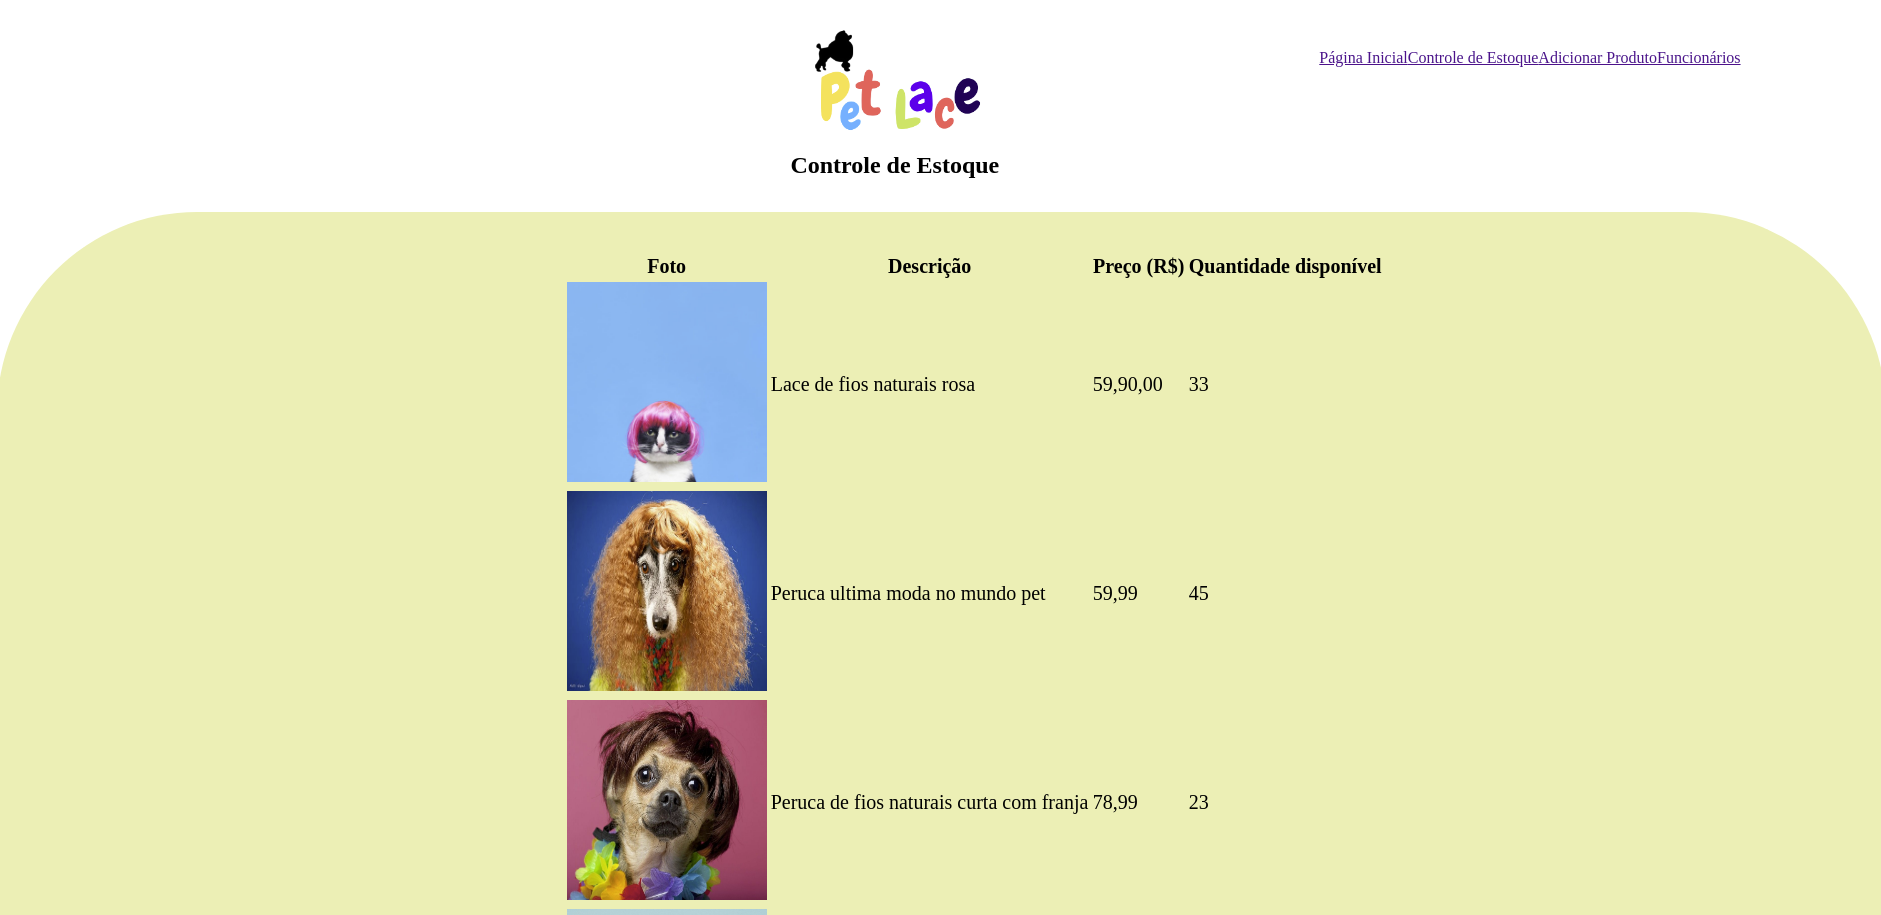 Pet Lace
Página InicialControle de EstoqueAdicionar ProdutoFuncionários
Controle de Estoque
Foto Descrição Preço (R$) Quantidade disponível
Lace de fios naturais rosa 59,90,00 33
Peruca ultima moda no mundo pet 59,99 45
Peruca de fios naturais curta com franja 78,99 23